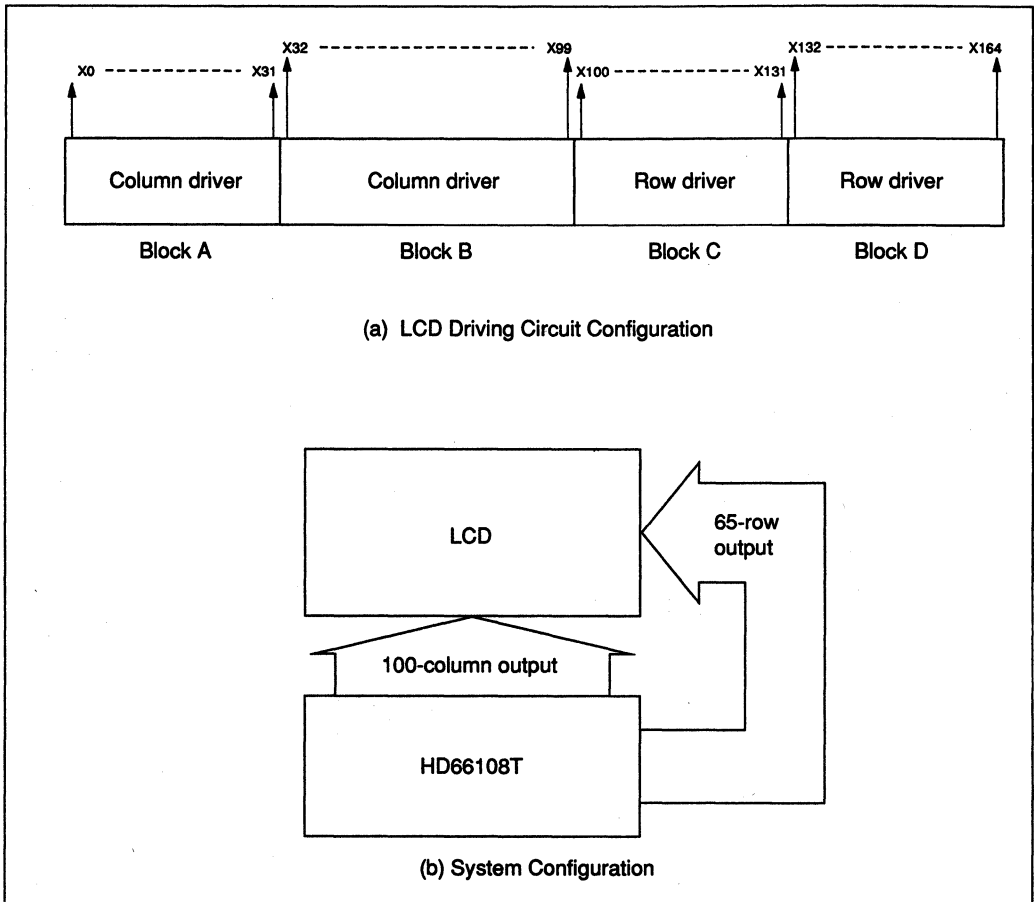 X0 ---------------- X31
X32 ---------------- X99
X100 ---------------- X131
X132 ---------------- X164
Column driver
Column driver
Row driver
Row driver
Block A
Block B
Block C
Block D
(a) LCD Driving Circuit Configuration
LCD
65-row
output
100-column output
HD66108T
(b) System Configuration